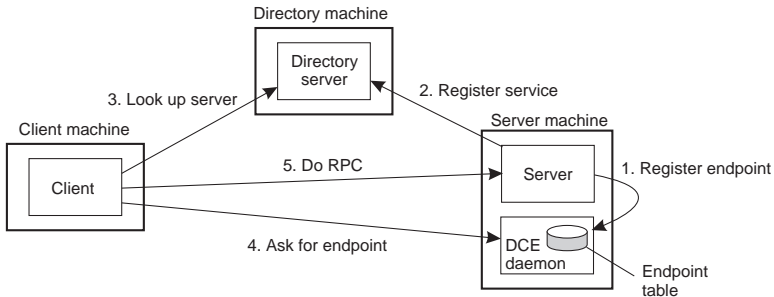 Directory machine
Directory
server
3. Look up server
2. Register service
Client machine
Server machine
5. Do RPC
1. Register endpoint
Client
Server
4. Ask for endpoint
DCE
daemon
Endpoint
table